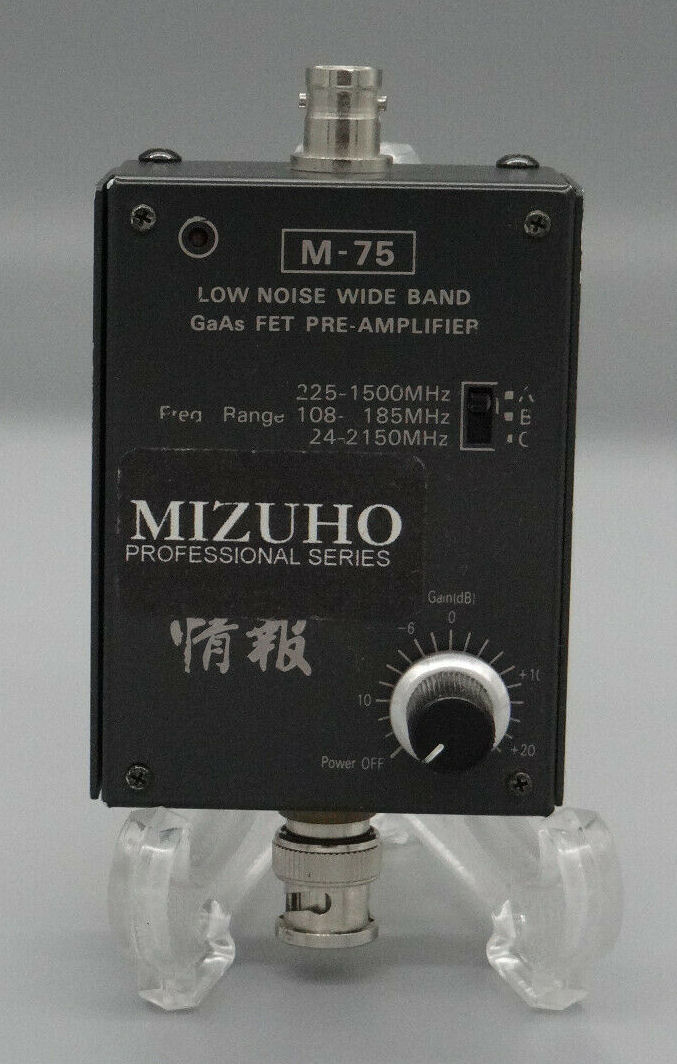 M-75
LOW NOISE WIDE BAND
GaAs FET PRE-AMPLIFIER
225-1500MHz A
Freq Range 108- 185MHz B
24-2150MHz C
MIZUHO
PROFESSIONAL SERIES
情報
Gain(dB)
-6 0
+10
10
+20
Power OFF